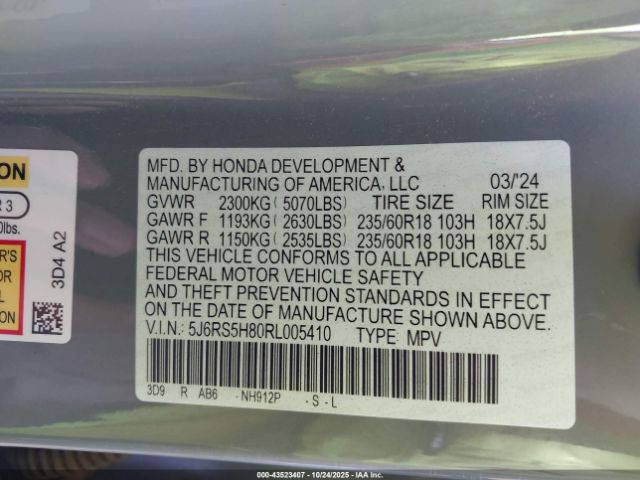 ON
R 3
0lbs.
'S
OR
L
3D4 A2
MFD. BY HONDA DEVELOPMENT &
MANUFACTURING OF AMERICA, LLC 03/'24
GVWR 2300KG ( 5070LBS) TIRE SIZE RIM SIZE
GAWR F 1193KG ( 2630LBS) 235/60R18 103H 18X7.5J
GAWR R 1150KG ( 2535LBS) 235/60R18 103H 18X7.5J
THIS VEHICLE CONFORMS TO ALL APPLICABLE
FEDERAL MOTOR VEHICLE SAFETY
AND THEFT PREVENTION STANDARDS IN EFFECT
ON THE DATE OF MANUFACTURE SHOWN ABOVE.
V.I.N.: 5J6RS5H80RL005410 TYPE: MPV
3D9 R AB6 -NH912P -S-L
000-43523407 - 10/24/2025 - IAA Inc.